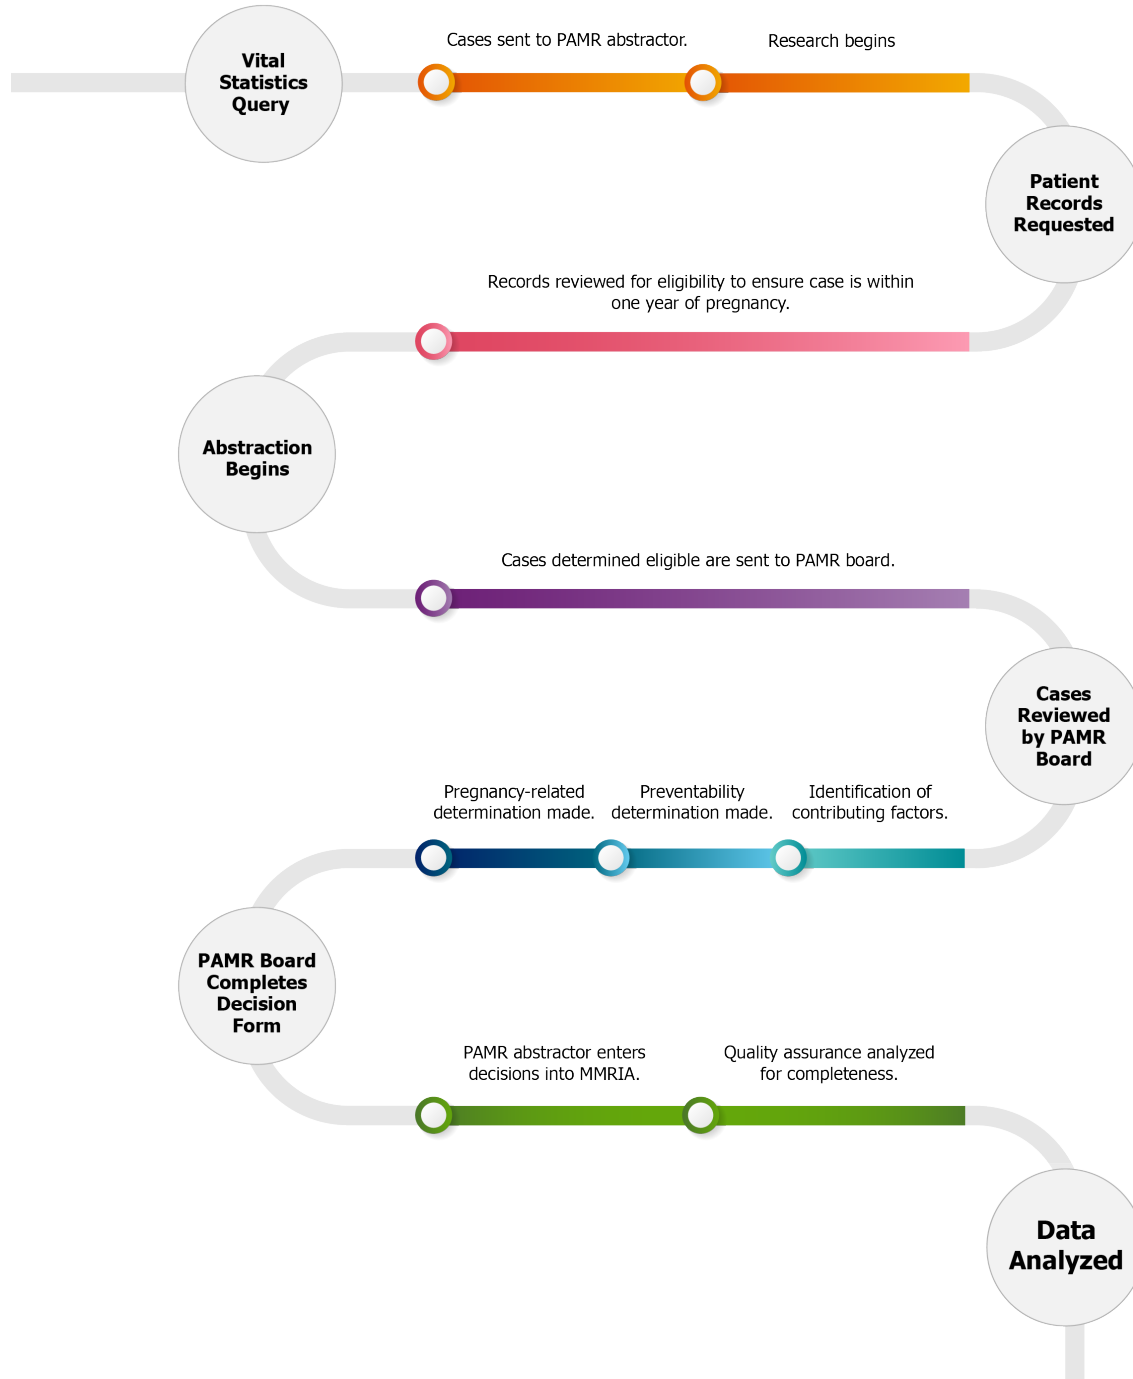 Vital
Statistics
Query
Cases sent to PAMR abstractor.
Research begins
Patient
Records
Requested
Records reviewed for eligibility to ensure case is within
one year of pregnancy.
Abstraction
Begins
Cases determined eligible are sent to PAMR board.
Cases
Reviewed
by PAMR
Board
Pregnancy-related
determination made.
Preventability
determination made.
Identification of
contributing factors.
PAMR Board
Completes
Decision
Form
PAMR abstractor enters
decisions into MMRIA.
Quality assurance analyzed
for completeness.
Data
Analyzed